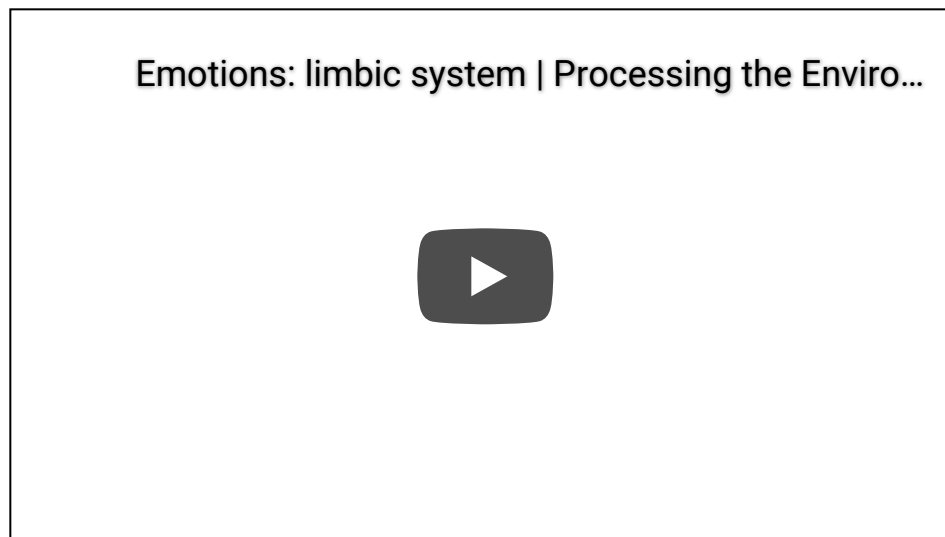 Emotions: limbic system | Processing the Enviro...